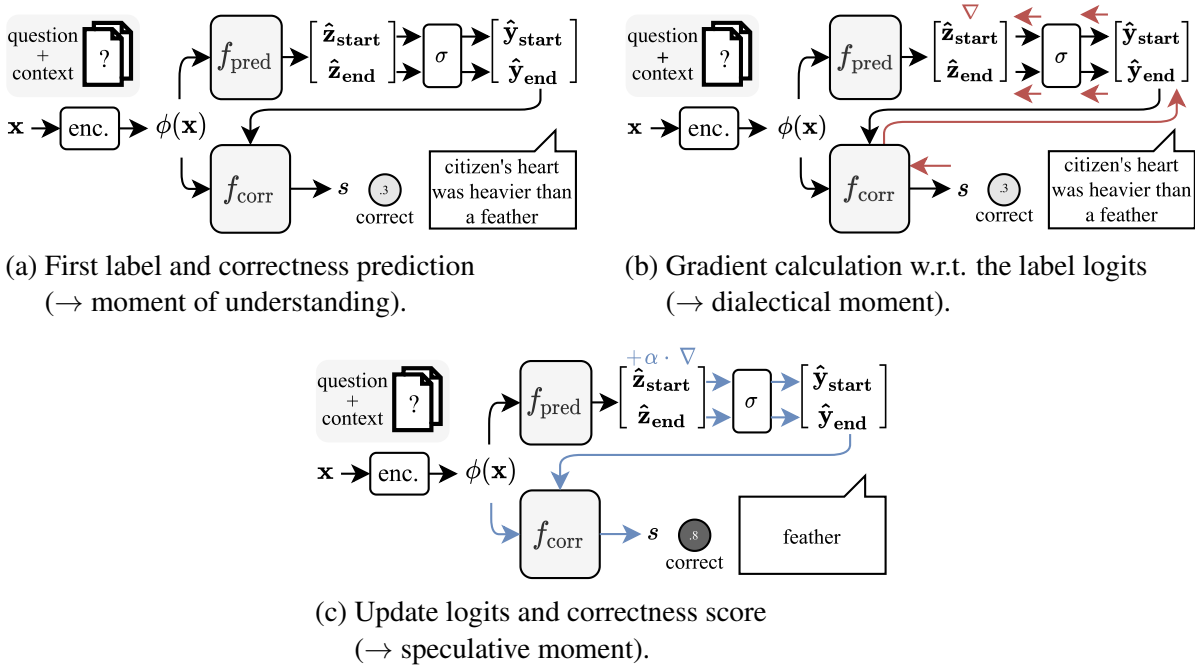 question
+
context
?
f_pred
ẑ_start
ẑ_end
σ
ŷ_start
ŷ_end
x
enc.
ϕ(x)
f_corr
s
.3
correct
citizen's heart
was heavier than
a feather
(a) First label and correctness prediction
(→ moment of understanding).
question
+
context
?
f_pred
∇
ẑ_start
ẑ_end
σ
ŷ_start
ŷ_end
x
enc.
ϕ(x)
f_corr
s
.3
correct
citizen's heart
was heavier than
a feather
(b) Gradient calculation w.r.t. the label logits
(→ dialectical moment).
question
+
context
?
f_pred
+α · ∇
ẑ_start
ẑ_end
σ
ŷ_start
ŷ_end
x
enc.
ϕ(x)
f_corr
s
.8
correct
feather
(c) Update logits and correctness score
(→ speculative moment).